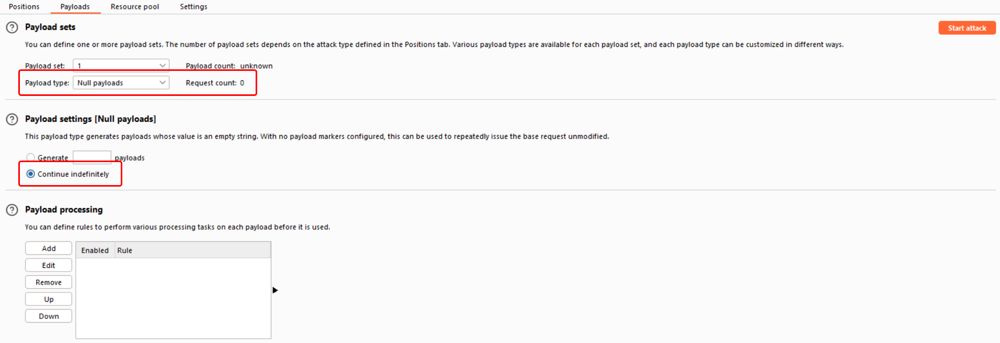 Positions Payloads Resource pool Settings
? Payload sets
Start attack
You can define one or more payload sets. The number of payload sets depends on the attack type defined in the Positions tab. Various payload types are available for each payload set, and each payload type can be customized in different ways.
Payload set: 1 Payload count: unknown
Payload type: Null payloads Request count: 0
? Payload settings [Null payloads]
This payload type generates payloads whose value is an empty string. With no payload markers configured, this can be used to repeatedly issue the base request unmodified.
Generate payloads
Continue indefinitely
? Payload processing
You can define rules to perform various processing tasks on each payload before it is used.
Add
Enabled Rule
Edit
Remove
Up
Down